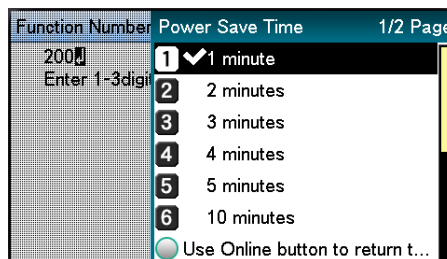 Function Number
200
Enter 1-3digit
Power Save Time 1/2 Page
1 1 minute
2 2 minutes
3 3 minutes
4 4 minutes
5 5 minutes
6 10 minutes
Use Online button to return t...